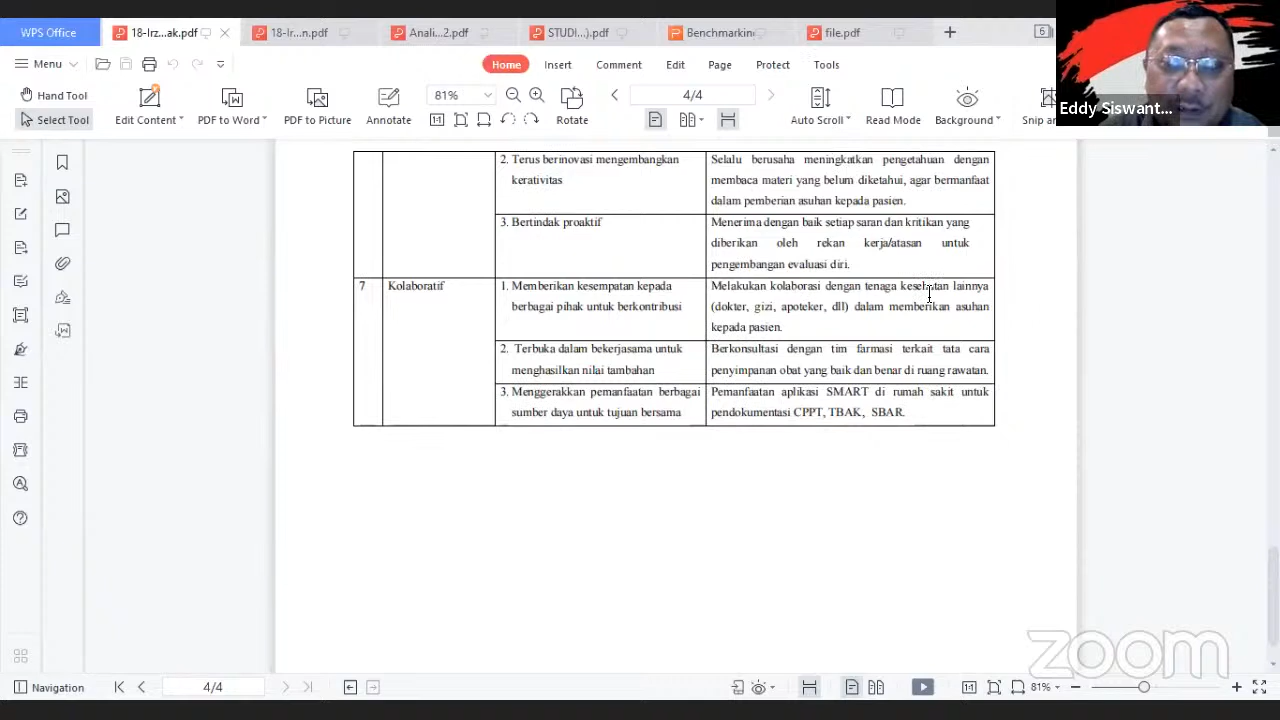 WPS Office
18-Irz...ak.pdf
18-Ir...n.pdf
Anali...2.pdf
STUDI...).pdf
Benchmarkin
file.pdf
6
Menu
Home
Insert
Comment
Edit
Page
Protect
Tools
Hand Tool
Select Tool
Edit Content
PDF to Word
PDF to Picture
Annotate
81%
Rotate
4/4
Auto Scroll
Read Mode
Background
Snip an
Eddy Siswant...
2. Terus berinovasi mengembangkan
kerativitas
Selalu berusaha meningkatkan pengetahuan dengan
membaca materi yang belum diketahui, agar bermanfaat
dalam pemberian asuhan kepada pasien.
3. Bertindak proaktif
Menerima dengan baik setiap saran dan kritikan yang
diberikan oleh rekan kerja/atasan untuk
pengembangan evaluasi diri.
7
Kolaboratif
1. Memberikan kesempatan kepada
berbagai pihak untuk berkontribusi
Melakukan kolaborasi dengan tenaga kesehatan lainnya
(dokter, gizi, apoteker, dll) dalam memberikan asuhan
kepada pasien.
2. Terbuka dalam bekerjasama untuk
menghasilkan nilai tambahan
Berkonsultasi dengan tim farmasi terkait tata cara
penyimpanan obat yang baik dan benar di ruang rawatan.
3. Menggerakkan pemanfaatan berbagai
sumber daya untuk tujuan bersama
Pemanfaatan aplikasi SMART di rumah sakit untuk
pendokumentasi CPPT, TBAK, SBAR.
zoom
Navigation
4/4
81%